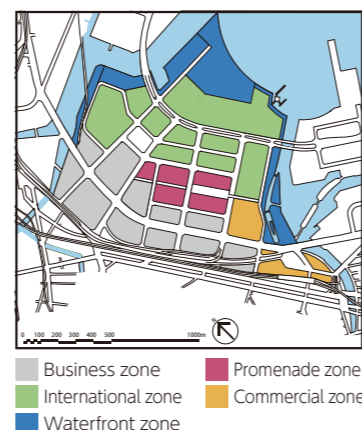 0 100 200 300 400 500 1000m
Business zone Promenade zone
International zone Commercial zone
Waterfront zone